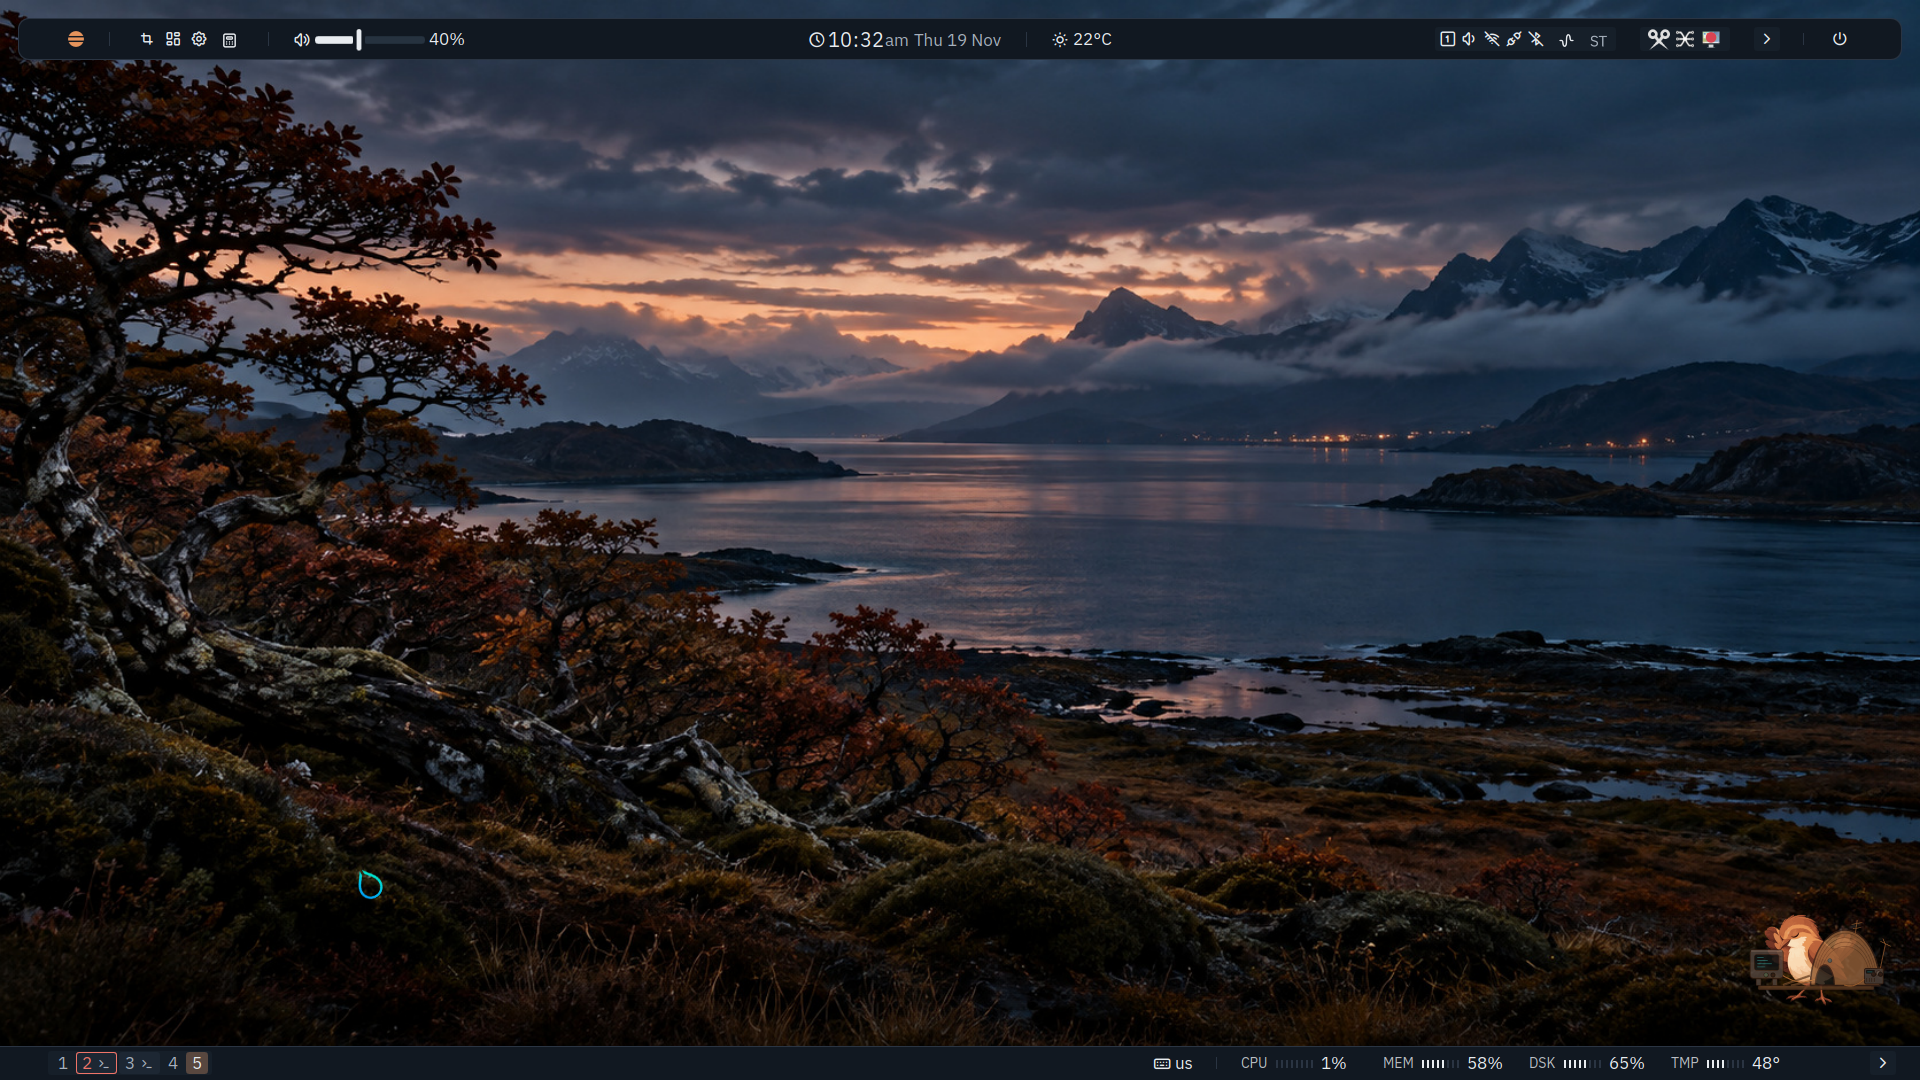 40%
10:32am Thu 19 Nov
22°C
1
ST
1 2 >_ 3 >_ 4 5
us
CPU 1%
MEM 58%
DSK 65%
TMP 48°